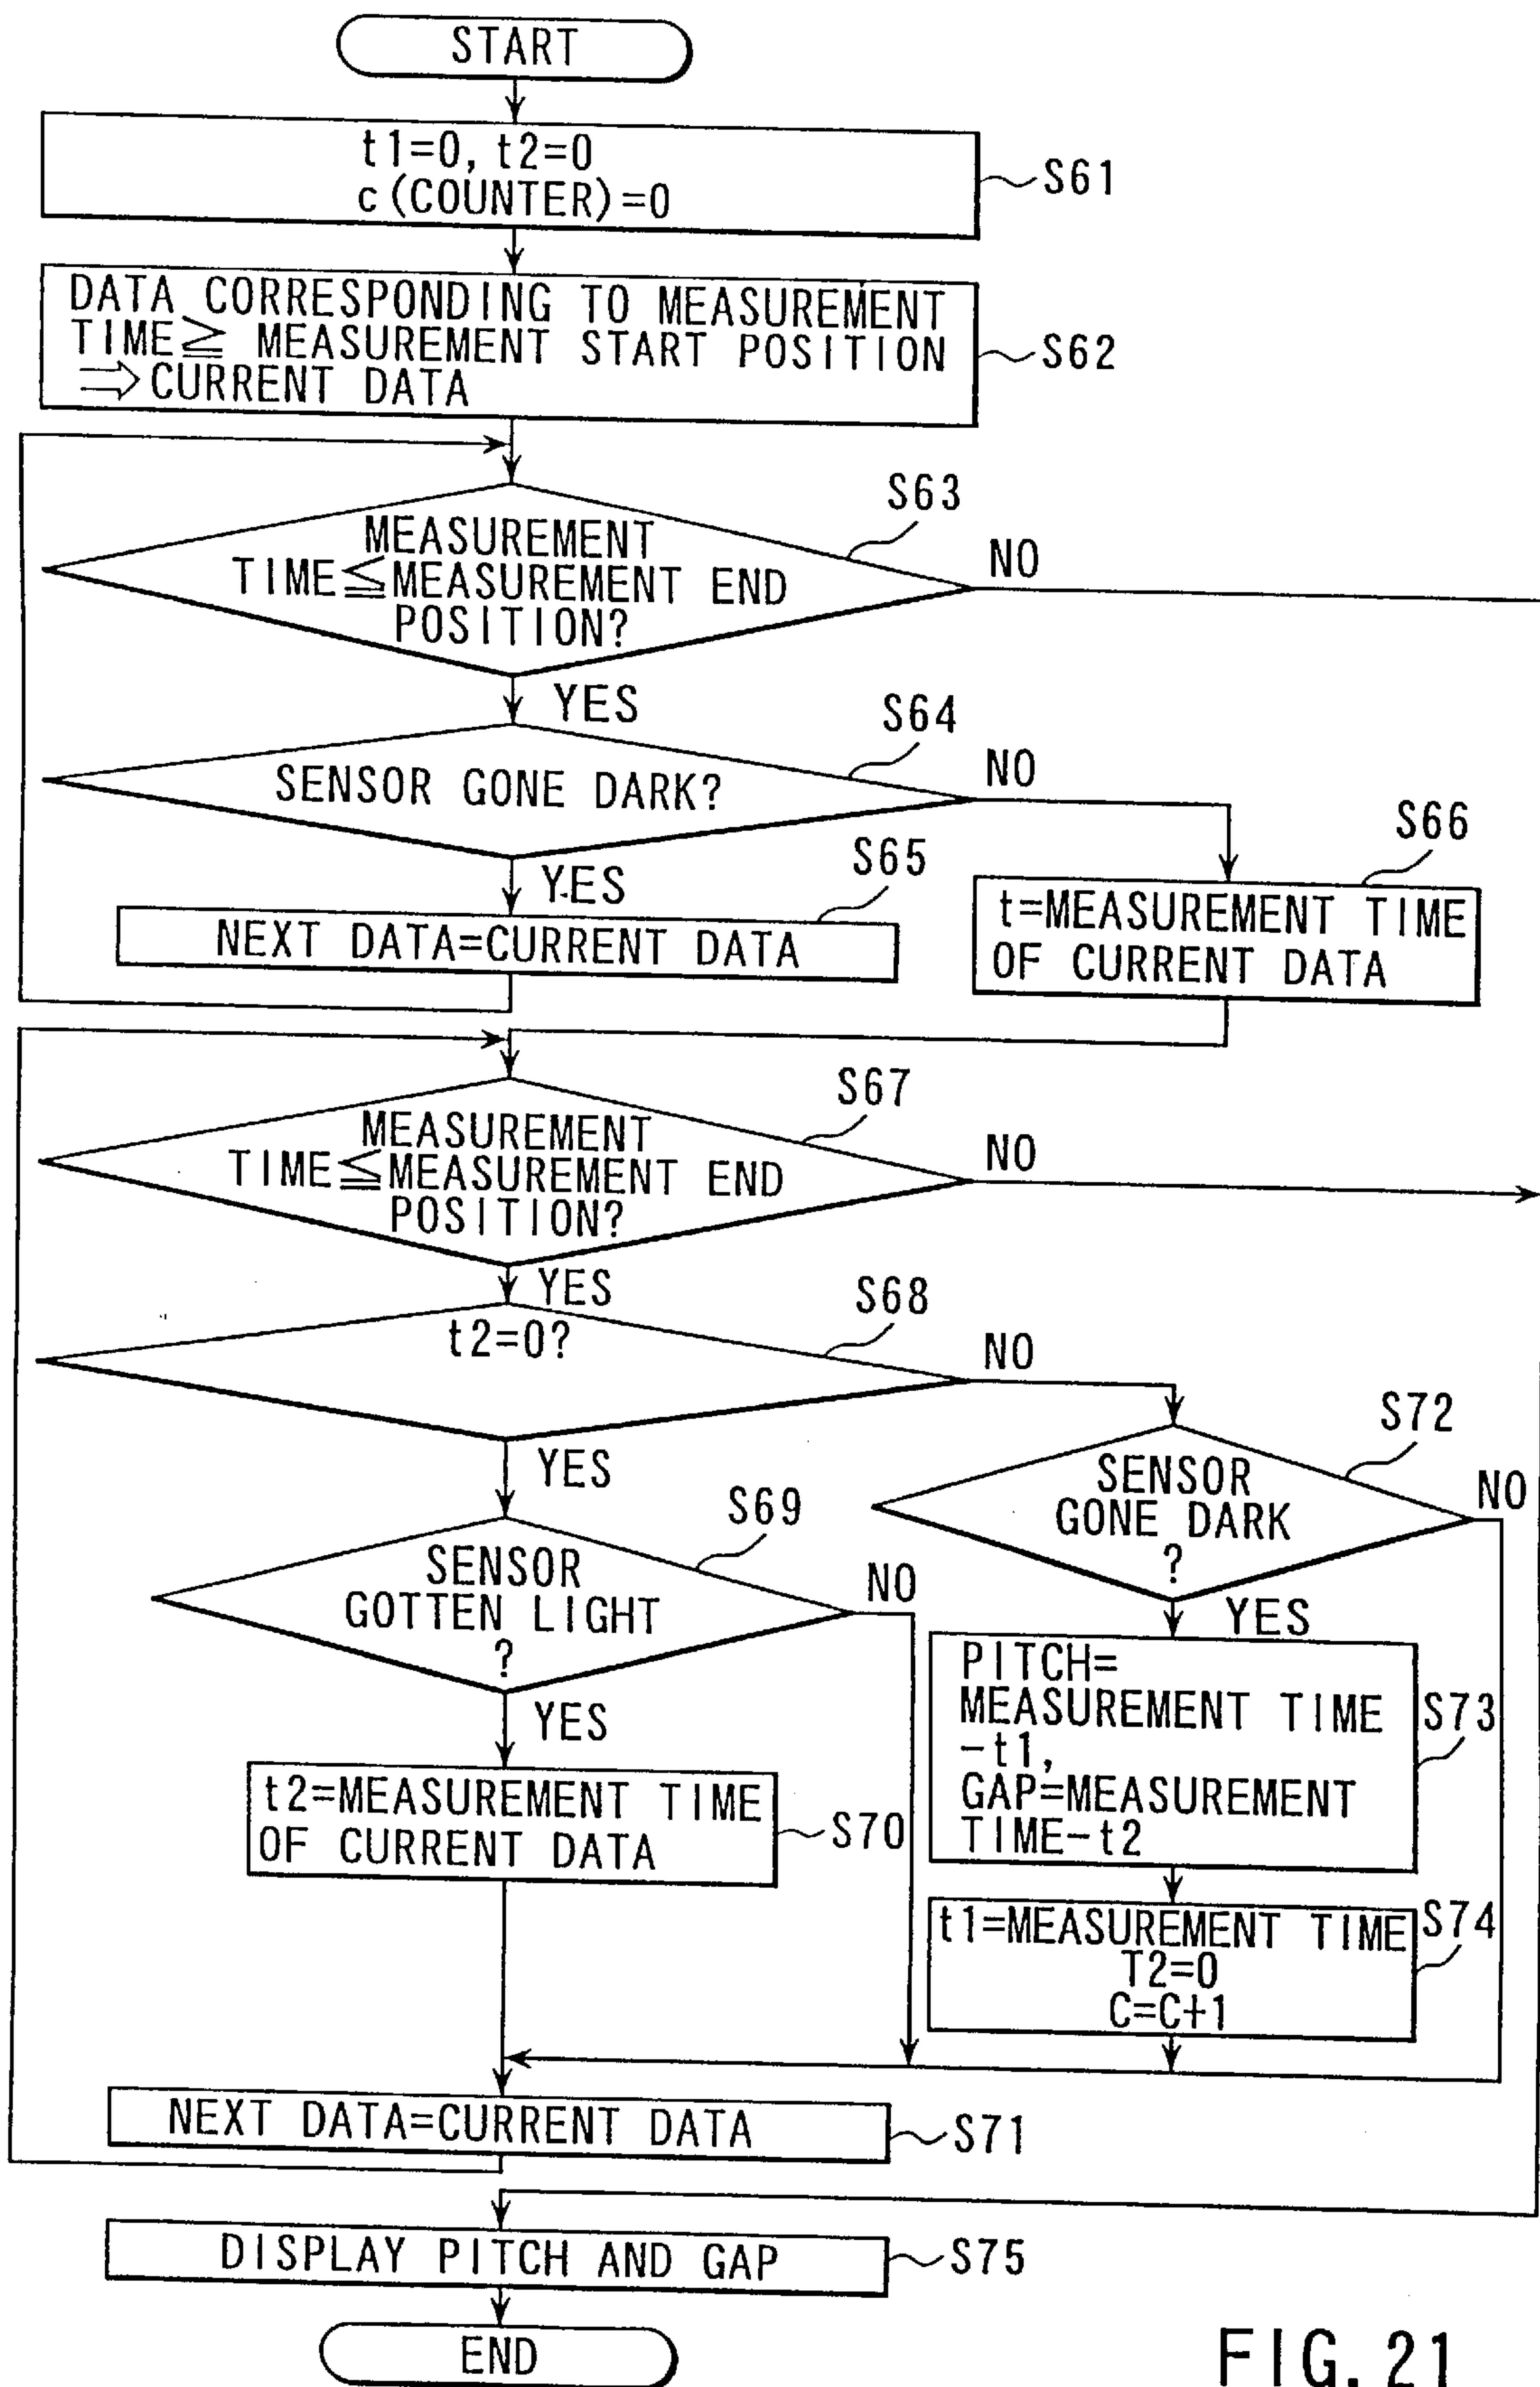 START
t1=0, t2=0
c(COUNTER)=0
S61
DATA CORRESPONDING TO MEASUREMENT
TIME≧ MEASUREMENT START POSITION
⇒CURRENT DATA
S62
S63
MEASUREMENT
TIME≦MEASUREMENT END
POSITION?
NO
YES
S64
SENSOR GONE DARK?
NO
YES
S65
NEXT DATA=CURRENT DATA
S66
t=MEASUREMENT TIME
OF CURRENT DATA
S67
MEASUREMENT
TIME≦MEASUREMENT END
POSITION?
NO
YES
S68
t2=0?
NO
YES
S72
SENSOR
GONE DARK
?
NO
YES
S69
SENSOR
GOTTEN LIGHT
?
NO
YES
PITCH=
MEASUREMENT TIME
-t1,
GAP=MEASUREMENT
TIME-t2
S73
t2=MEASUREMENT TIME
OF CURRENT DATA
S70
t1=MEASUREMENT TIME
T2=0
C=C+1
S74
NEXT DATA=CURRENT DATA
S71
DISPLAY PITCH AND GAP
S75
END
FIG. 21